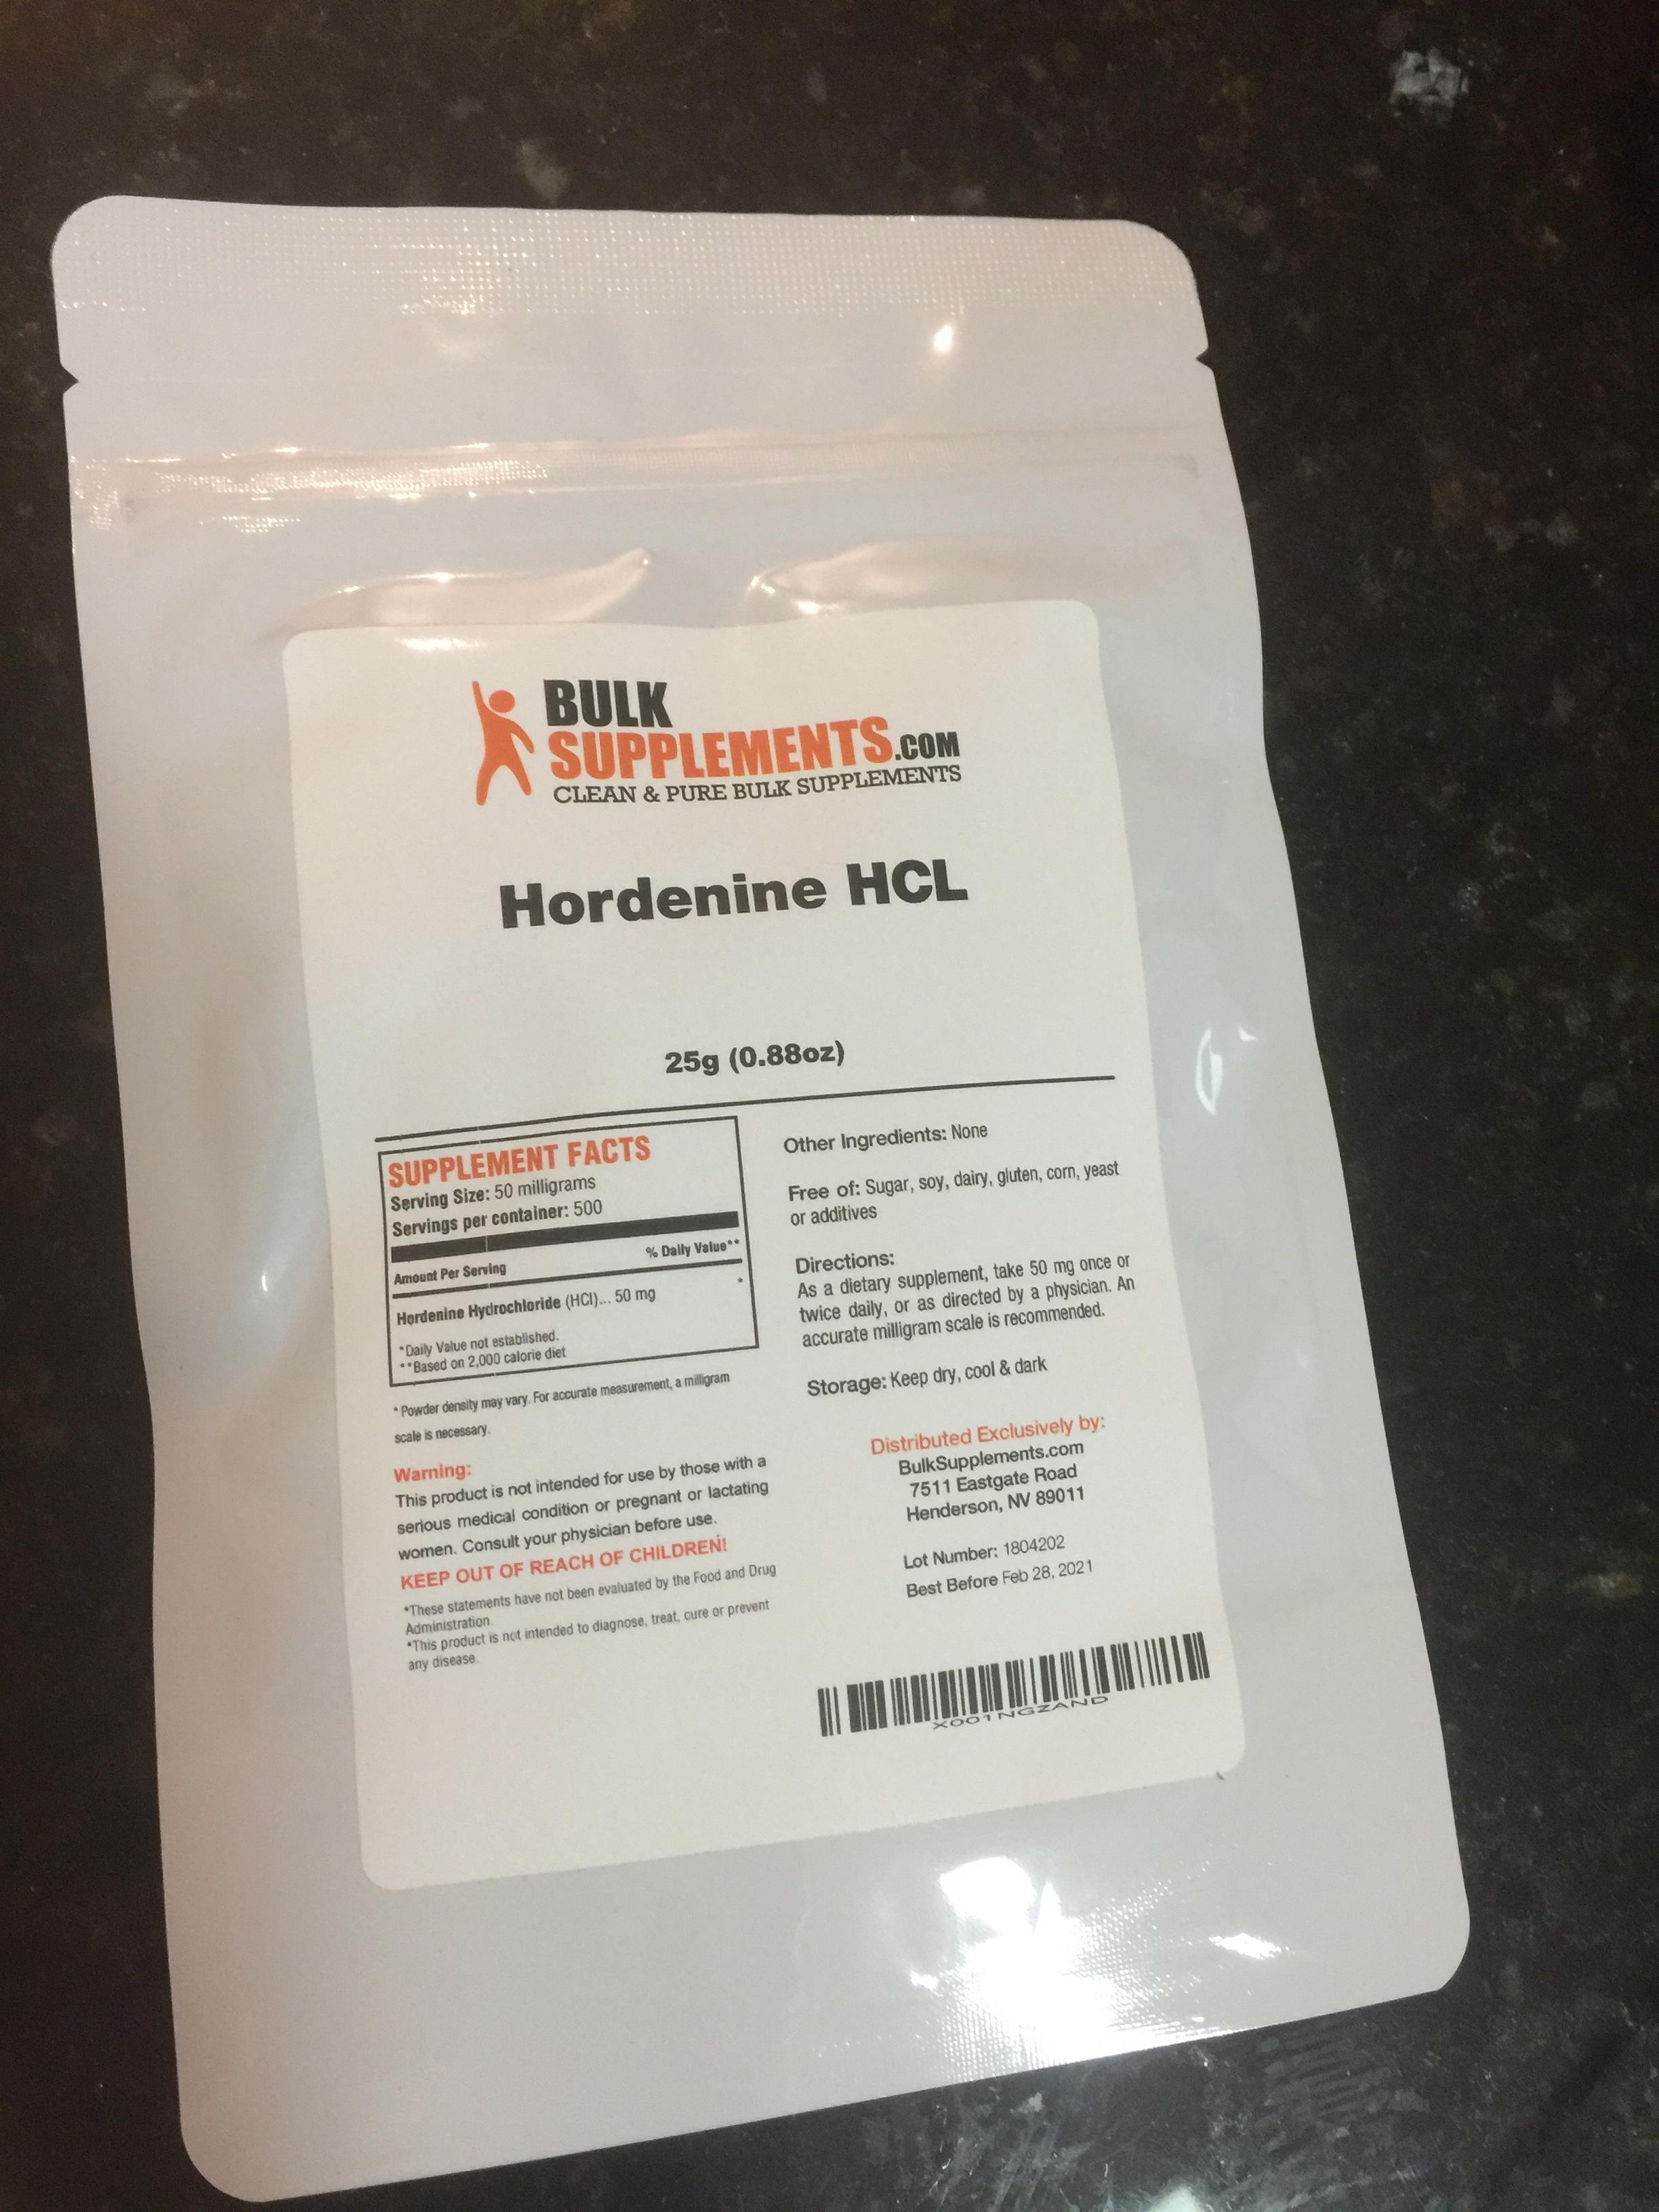 BULK
SUPPLEMENTS.COM
CLEAN & PURE BULK SUPPLEMENTS
Hordenine HCL
25g (0.88oz)
SUPPLEMENT FACTS
Serving Size: 50 milligrams
Servings per container: 500
% Daily Value**
Amount Per Serving
Hordenine Hydrochloride (HCl)... 50 mg *
*Daily Value not established.
**Based on 2,000 calorie diet
* Powder density may vary. For accurate measurement, a milligram
scale is necessary.
Warning:
This product is not intended for use by those with a
serious medical condition or pregnant or lactating
women. Consult your physician before use.
KEEP OUT OF REACH OF CHILDREN!
*These statements have not been evaluated by the Food and Drug
Administration.
*This product is not intended to diagnose, treat, cure or prevent
any disease.
Other Ingredients: None
Free of: Sugar, soy, dairy, gluten, corn, yeast
or additives
Directions:
As a dietary supplement, take 50 mg once or
twice daily, or as directed by a physician. An
accurate milligram scale is recommended.
Storage: Keep dry, cool & dark
Distributed Exclusively by:
BulkSupplements.com
7511 Eastgate Road
Henderson, NV 89011
Lot Number: 1804202
Best Before Feb 28, 2021
X001NGZAND